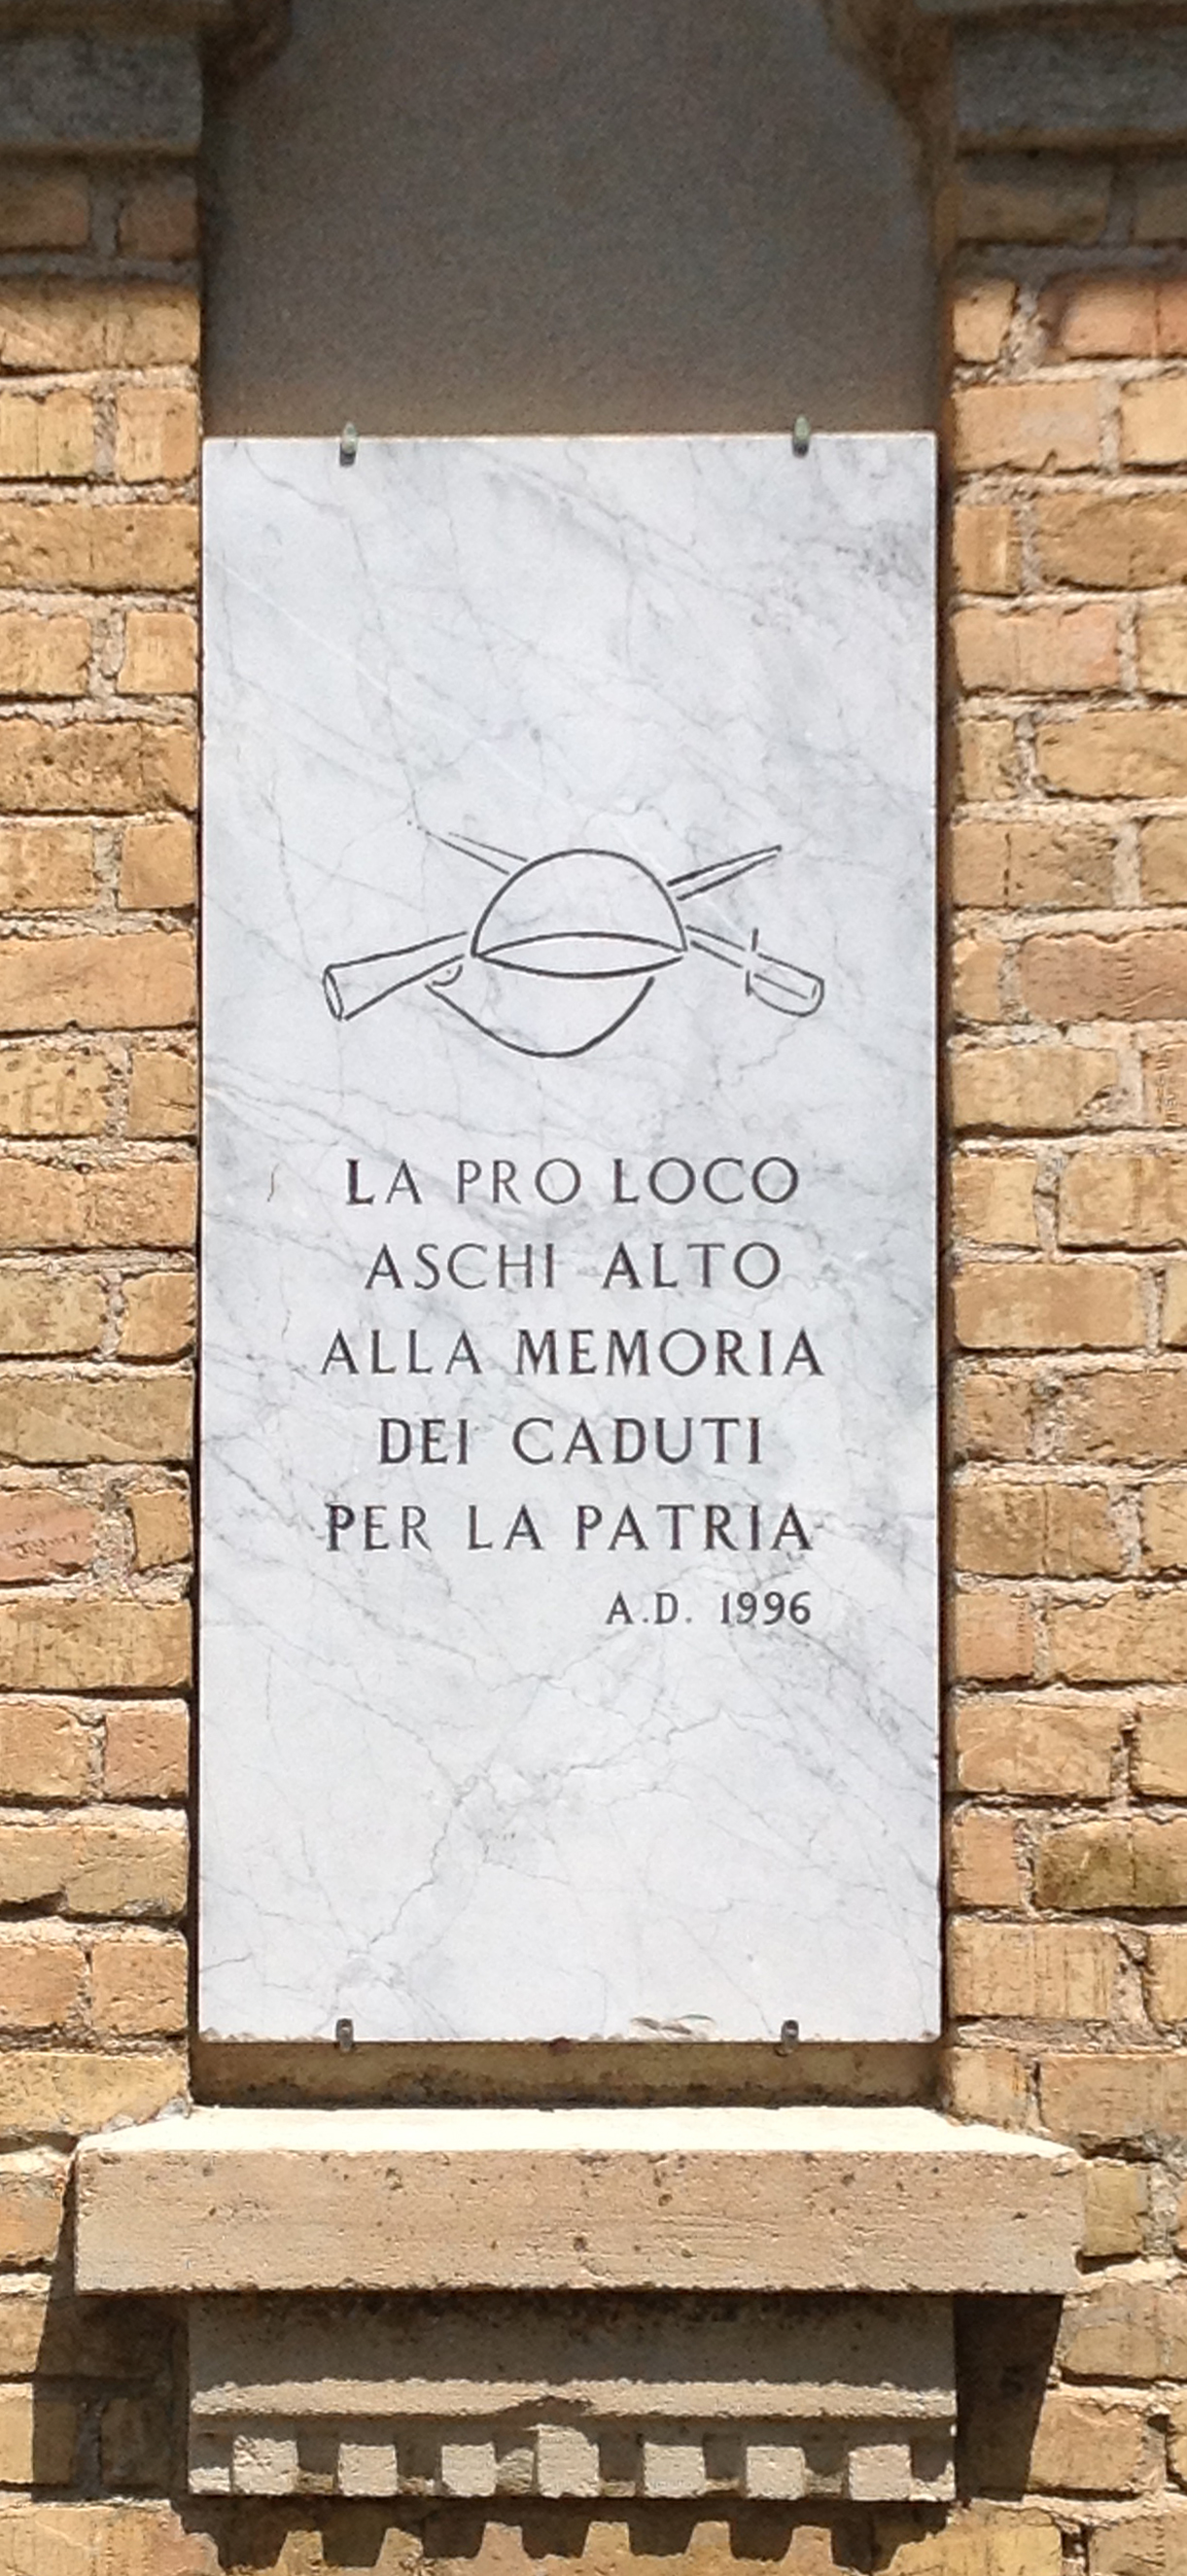 LA PRO LOCO
ASCHI ALTO
ALLA MEMORIA
DEI CADUTI
PER LA PATRIA
A.D. 1996